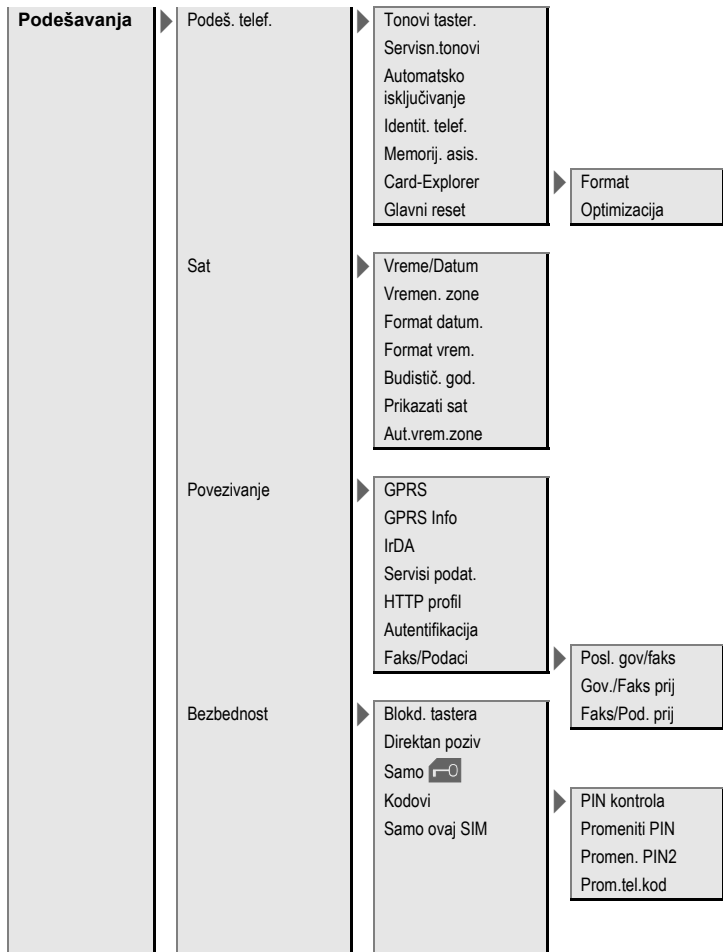 Podešavanja
Podeš. telef.
Tonovi taster.
Servisn.tonovi
Automatsko
isključivanje
Identit. telef.
Memorij. asis.
Card-Explorer
Format
Glavni reset
Optimizacija
Sat
Vreme/Datum
Vremen. zone
Format datum.
Format vrem.
Budistič. god.
Prikazati sat
Aut.vrem.zone
Povezivanje
GPRS
GPRS Info
IrDA
Servisi podat.
HTTP profil
Autentifikacija
Faks/Podaci
Posl. gov/faks
Gov./Faks prij
Faks/Pod. prij
Bezbednost
Blokd. tastera
Direktan poziv
Samo
Kodovi
PIN kontrola
Promeniti PIN
Promen. PIN2
Prom.tel.kod
Samo ovaj SIM